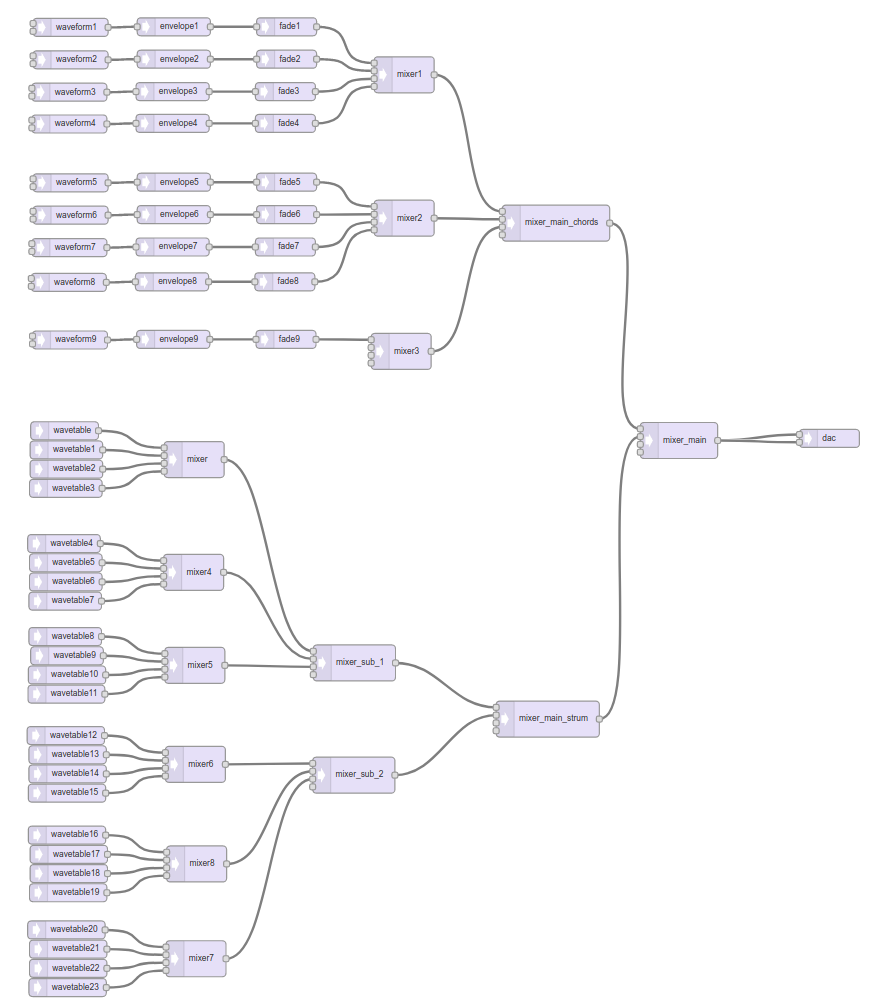 waveform1 envelope1 fade1
waveform2 envelope2 fade2
mixer1
waveform3 envelope3 fade3
waveform4 envelope4 fade4
waveform5 envelope5 fade5
waveform6 envelope6 fade6
mixer2
mixer_main_chords
waveform7 envelope7 fade7
waveform8 envelope8 fade8
waveform9 envelope9 fade9
mixer3
wavetable
mixer_main
dac
wavetable1
mixer
wavetable2
wavetable3
wavetable4
wavetable5
mixer4
wavetable6
wavetable7
wavetable8
wavetable9
mixer5
mixer_sub_1
wavetable10
wavetable11
mixer_main_strum
wavetable12
wavetable13
mixer6
mixer_sub_2
wavetable14
wavetable15
wavetable16
wavetable17
mixer8
wavetable18
wavetable19
wavetable20
wavetable21
mixer7
wavetable22
wavetable23